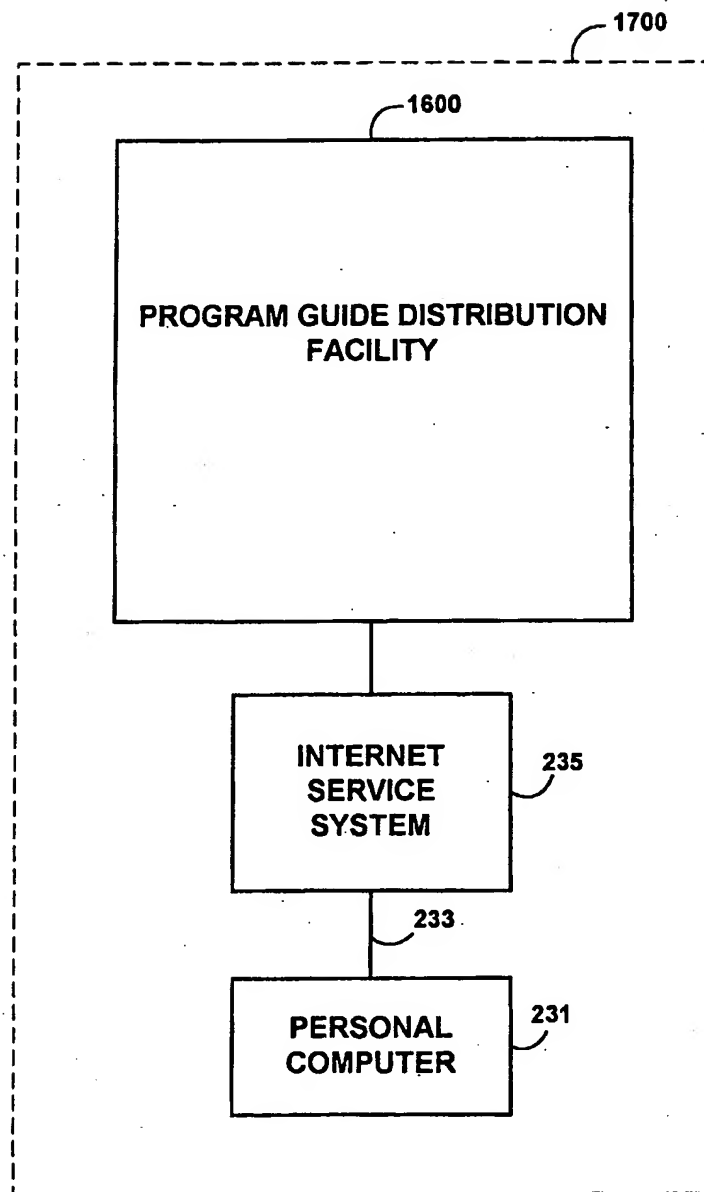 1700
1600
PROGRAM GUIDE DISTRIBUTION
FACILITY
INTERNET
SERVICE
SYSTEM
235
233
PERSONAL
COMPUTER
231